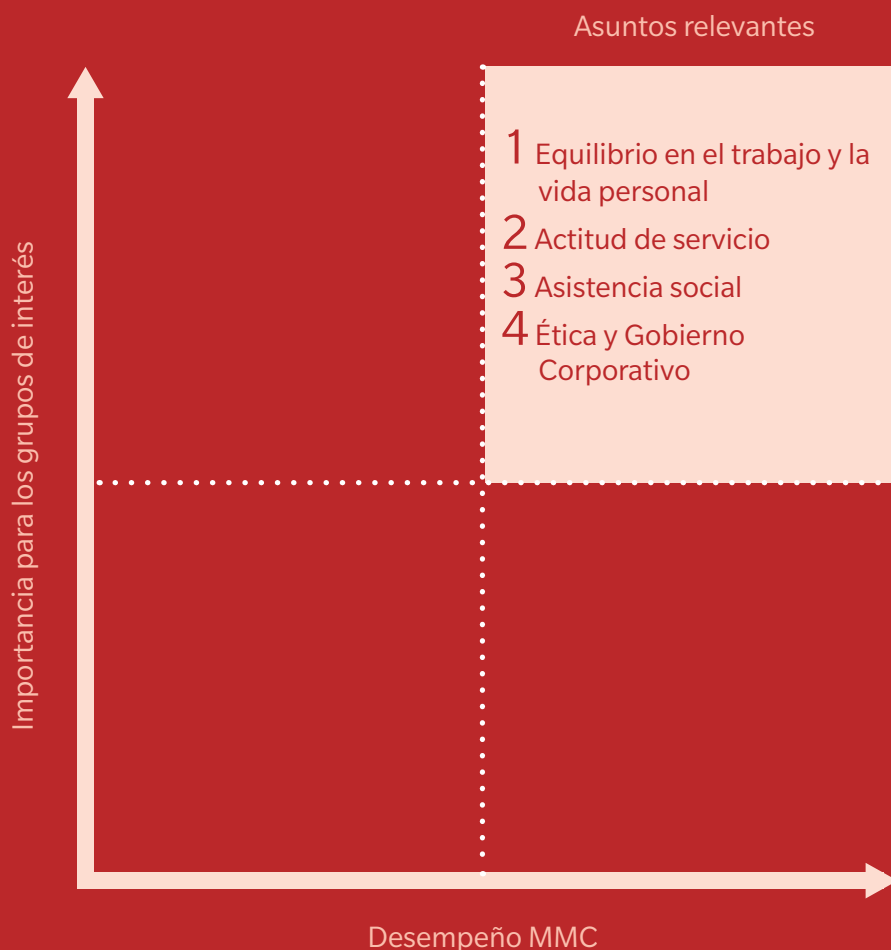 Asuntos relevantes
1 Equilibrio en el trabajo y la
vida personal
2 Actitud de servicio
3 Asistencia social
4 Ética y Gobierno
Corporativo
Importancia para los grupos de interés
Desempeño MMC